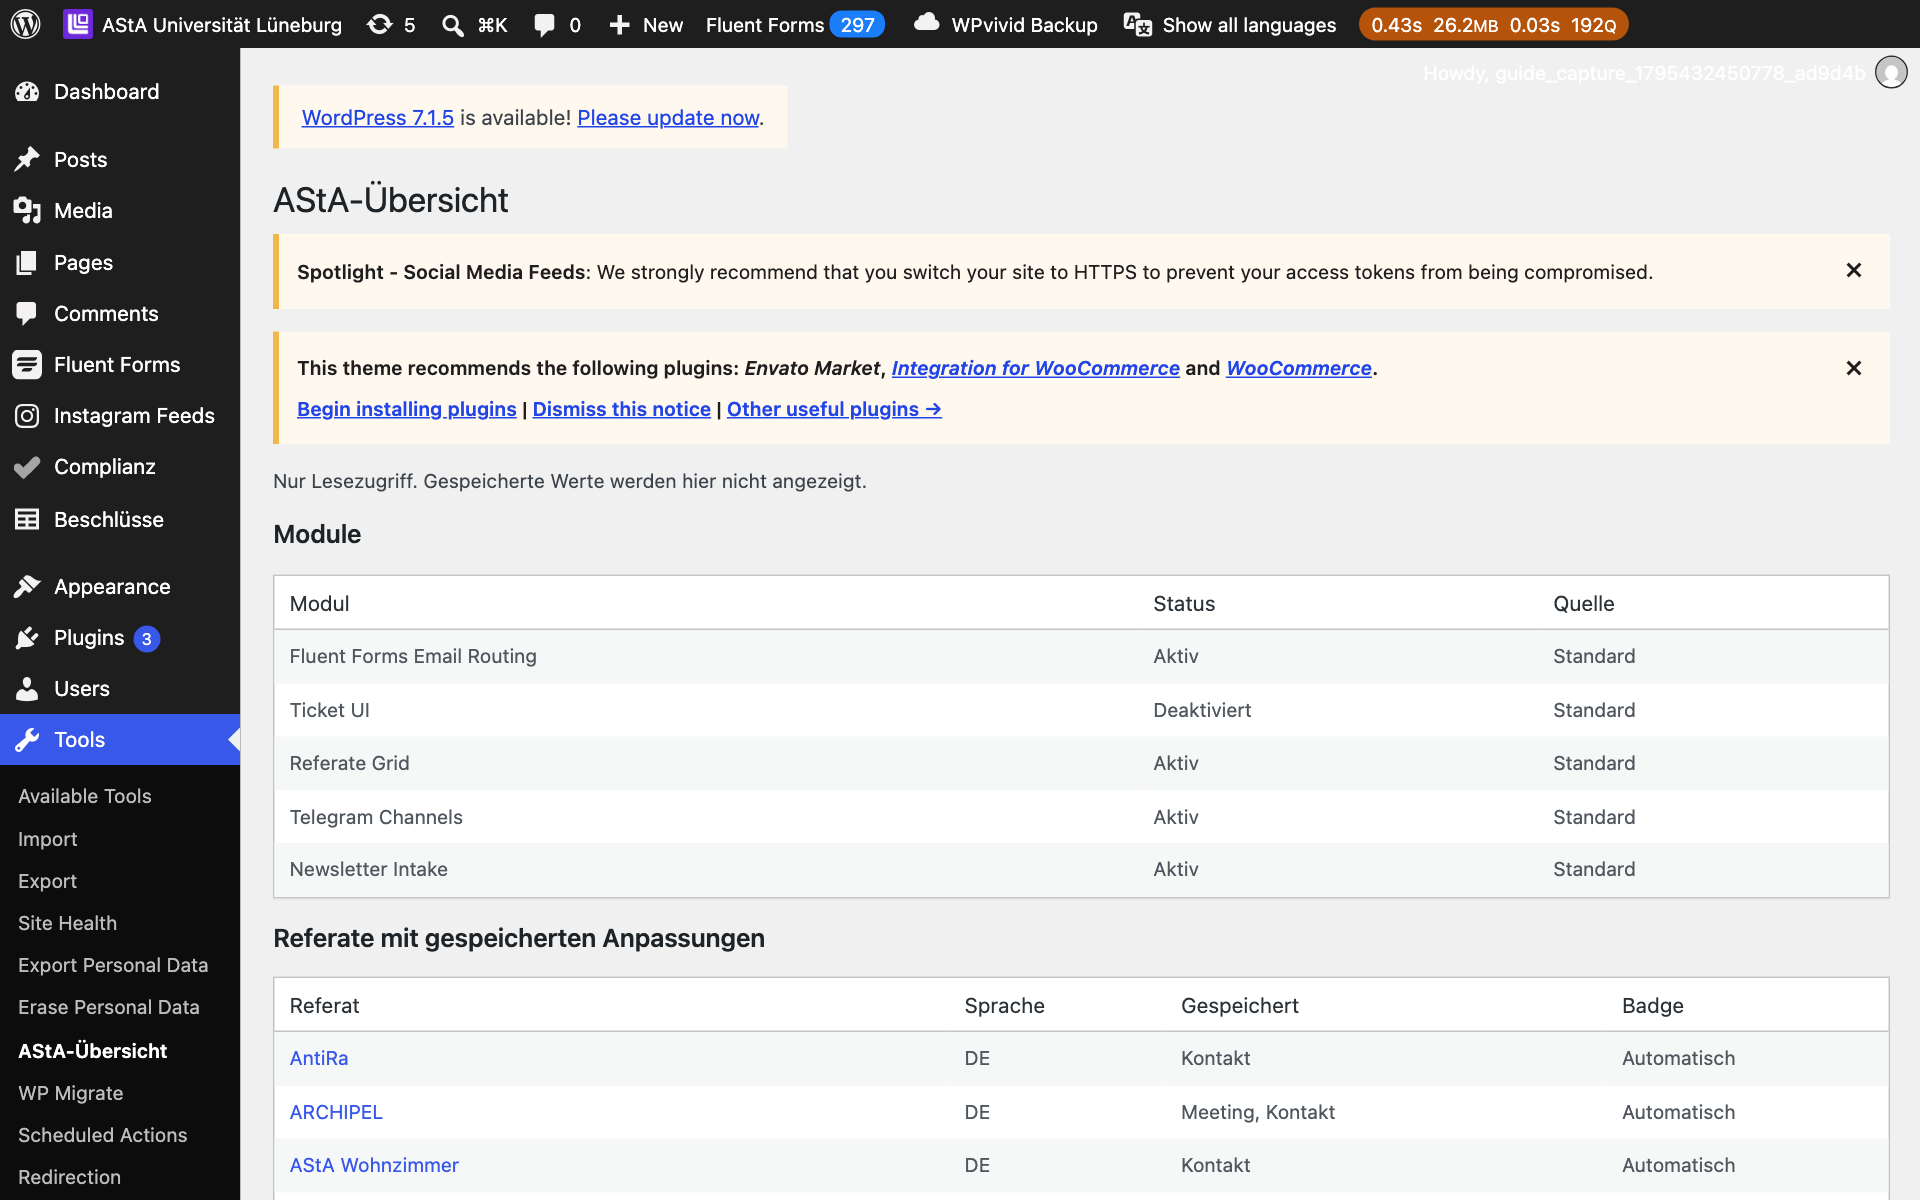 AStA Universität Lüneburg 5 ⌘K 0 New Fluent Forms 297 WPvivid Backup Show all languages 0.43s 26.2MB 0.03s 192Q
Howdy, guide_capture_1795432450778_ad9d4b
Dashboard
Posts
Media
Pages
Comments
Fluent Forms
Instagram Feeds
Complianz
Beschlüsse
Appearance
Plugins 3
Users
Tools
Available Tools
Import
Export
Site Health
Export Personal Data
Erase Personal Data
AStA-Übersicht
WP Migrate
Scheduled Actions
Redirection
WordPress 7.1.5 is available! Please update now.
AStA-Übersicht
Spotlight - Social Media Feeds: We strongly recommend that you switch your site to HTTPS to prevent your access tokens from being compromised.
This theme recommends the following plugins: Envato Market, Integration for WooCommerce and WooCommerce.
Begin installing plugins | Dismiss this notice | Other useful plugins →
Nur Lesezugriff. Gespeicherte Werte werden hier nicht angezeigt.
Module
Modul Status Quelle
Fluent Forms Email Routing Aktiv Standard
Ticket UI Deaktiviert Standard
Referate Grid Aktiv Standard
Telegram Channels Aktiv Standard
Newsletter Intake Aktiv Standard
Referate mit gespeicherten Anpassungen
Referat Sprache Gespeichert Badge
AntiRa DE Kontakt Automatisch
ARCHIPEL DE Meeting, Kontakt Automatisch
AStA Wohnzimmer DE Kontakt Automatisch